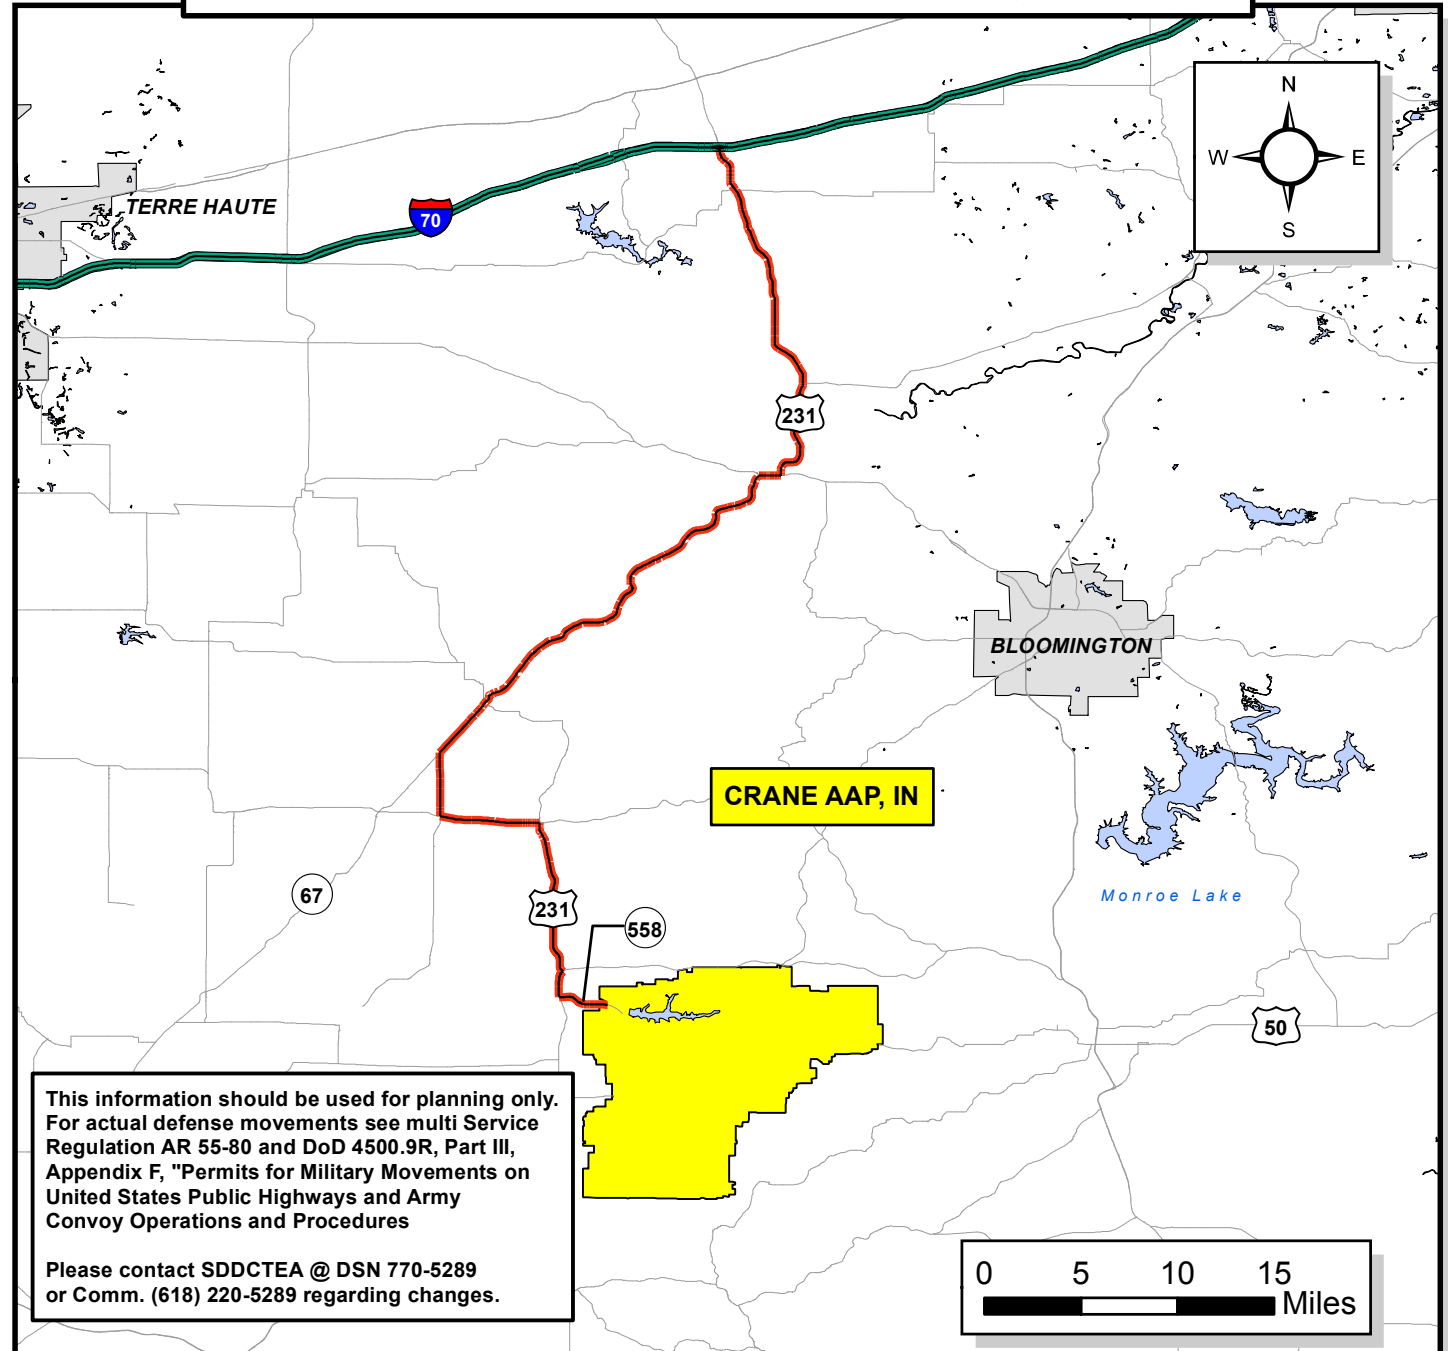 N
W E
S
TERRE HAUTE
70
231
BLOOMINGTON
CRANE AAP, IN
67
231
558
Monroe Lake
50
This information should be used for planning only.
For actual defense movements see multi Service
Regulation AR 55-80 and DoD 4500.9R, Part III,
Appendix F, "Permits for Military Movements on
United States Public Highways and Army
Convoy Operations and Procedures
Please contact SDDCTEA @ DSN 770-5289
or Comm. (618) 220-5289 regarding changes.
0 5 10 15
Miles